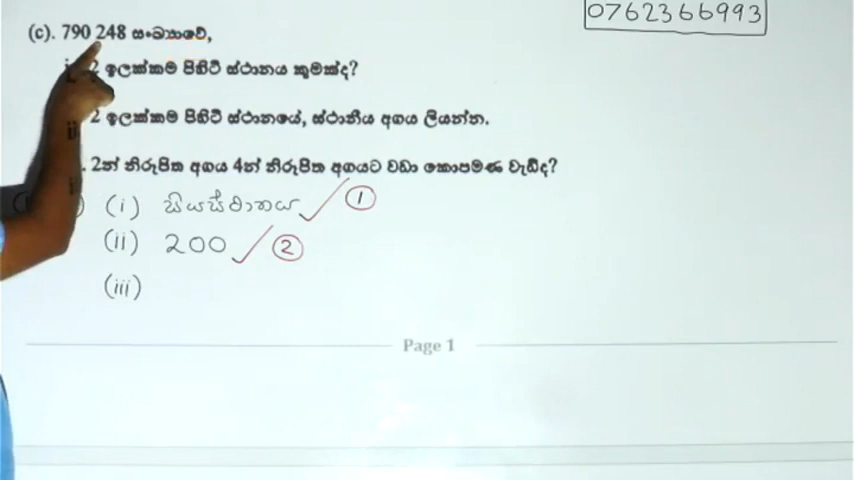 0762366993
(c). 790 248 සංඛ්‍යාවේ,
2 ඉලක්කම පිහිටි ස්ථානය කුමක්ද?
2 ඉලක්කම පිහිටි ස්ථානයේ, ස්ථානීය අගය ලියන්න.
2න් නිරූපිත අගය 4න් නිරූපිත අගයට වඩා කොපමණ වැඩිද?
(i) සියස්ථානය ①
(ii) 200 ②
(iii)
Page 1